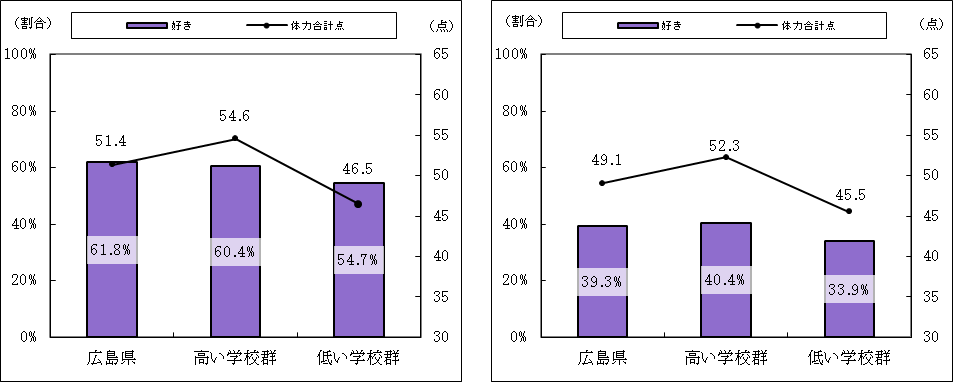 (割合) 好き 体力合計点 (点)
100% 65
80% 60
60% 55
40% 50
20% 45
0% 40
35
30
51.4 54.6 46.5
61.8% 60.4% 54.7%
広島県 高い学校群 低い学校群
(割合) 好き 体力合計点 (点)
100% 65
80% 60
60% 55
40% 50
20% 45
0% 40
35
30
49.1 52.3 45.5
39.3% 40.4% 33.9%
広島県 高い学校群 低い学校群